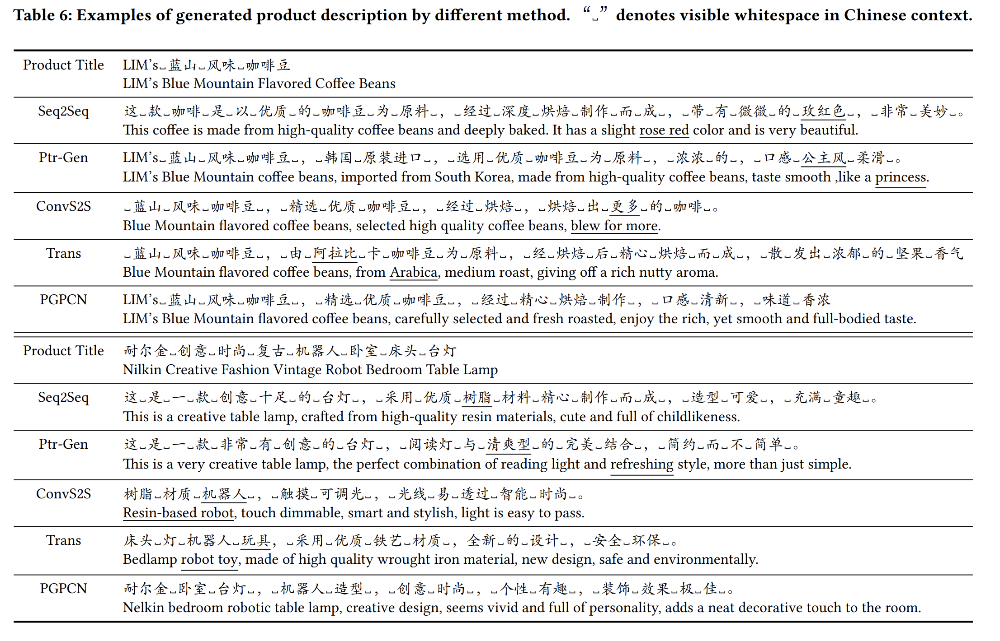 Table 6: Examples of generated product description by different method. “␣” denotes visible whitespace in Chinese context.
Product Title LIM’s␣蓝山␣风味␣咖啡豆
LIM’s Blue Mountain Flavored Coffee Beans
Seq2Seq 这␣款␣咖啡␣是␣以␣优质␣的␣咖啡豆␣为␣原料␣，␣经过␣深度␣烘焙␣制作␣而␣成␣，␣带␣有␣微微␣的␣玫红色␣，␣非常␣美妙␣。
This coffee is made from high-quality coffee beans and deeply baked. It has a slight rose red color and is very beautiful.
Ptr-Gen LIM’s␣蓝山␣风味␣咖啡豆␣，␣韩国␣原装进口␣，␣选用␣优质␣咖啡豆␣为␣原料␣，␣浓浓␣的␣，␣口感␣公主风␣柔滑␣。
LIM’s Blue Mountain coffee beans, imported from South Korea, made from high-quality coffee beans, taste smooth ,like a princess.
ConvS2S ␣蓝山␣风味␣咖啡豆␣，␣精选␣优质␣咖啡豆␣，␣经过␣烘焙␣，␣烘焙␣出␣更多␣的␣咖啡␣。
Blue Mountain flavored coffee beans, selected high quality coffee beans, blew for more.
Trans ␣蓝山␣风味␣咖啡豆␣，␣由␣阿拉比␣卡␣咖啡豆␣为␣原料␣，␣经␣烘焙␣后␣精心␣烘焙␣而␣成␣，␣散␣发出␣浓郁␣的␣坚果␣香气
Blue Mountain flavored coffee beans, from Arabica, medium roast, giving off a rich nutty aroma.
PGPCN LIM’s␣蓝山␣风味␣咖啡豆␣，␣精选␣优质␣咖啡豆␣，␣经过␣精心␣烘焙␣制作␣，␣口感␣清新␣，␣味道␣香浓
LIM’s Blue Mountain flavored coffee beans, carefully selected and fresh roasted, enjoy the rich, yet smooth and full-bodied taste.
Product Title 耐尔金␣创意␣时尚␣复古␣机器人␣卧室␣床头␣台灯
Nilkin Creative Fashion Vintage Robot Bedroom Table Lamp
Seq2Seq 这␣是␣一␣款␣创意␣十足␣的␣台灯␣，␣采用␣优质␣树脂␣材料␣精心␣制作␣而␣成␣，␣造型␣可爱␣，␣充满␣童趣␣。
This is a creative table lamp, crafted from high-quality resin materials, cute and full of childlikeness.
Ptr-Gen 这␣是␣一␣款␣非常␣有␣创意␣的␣台灯␣，␣阅读灯␣与␣清爽型␣的␣完美␣结合␣，␣简约␣而␣不␣简单␣。
This is a very creative table lamp, the perfect combination of reading light and refreshing style, more than just simple.
ConvS2S 树脂␣材质␣机器人␣，␣触摸␣可调光␣，␣光线␣易␣透过␣智能␣时尚␣。
Resin-based robot, touch dimmable, smart and stylish, light is easy to pass.
Trans 床头␣灯␣机器人␣玩具，␣采用␣优质␣铁艺␣材质␣，全新␣的␣设计␣，␣安全␣环保␣。
Bedlamp robot toy, made of high quality wrought iron material, new design, safe and environmentally.
PGPCN 耐尔金␣卧室␣台灯␣，␣机器人␣造型␣，␣创意␣时尚␣，␣个性␣有趣␣，␣装饰␣效果␣极␣佳␣。
Nelkin bedroom robotic table lamp, creative design, seems vivid and full of personality, adds a neat decorative touch to the room.